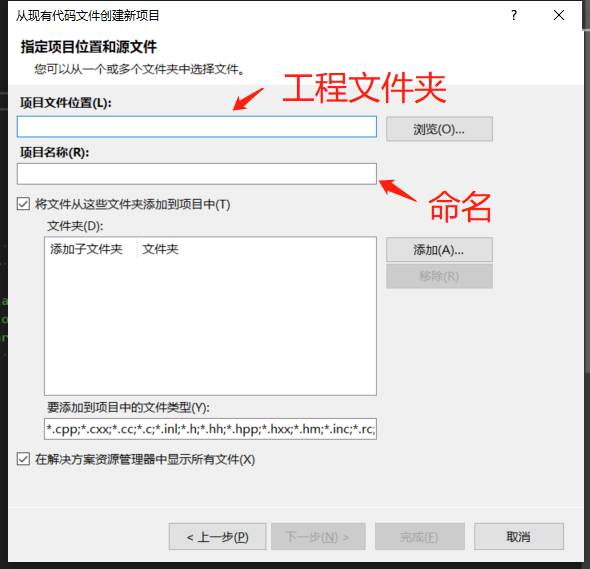 从现有代码文件创建新项目
?
指定项目位置和源文件
您可以从一个或多个文件夹中选择文件。
工程文件夹
项目文件位置(L):
浏览(O)...
项目名称(R):
命名
将文件从这些文件夹添加到项目中(T)
文件夹(D):
添加子文件夹 文件夹
添加(A)...
移除(R)
要添加到项目中的文件类型(Y):
*.cpp;*.cxx;*.cc;*.c;*.inl;*.h;*.hh;*.hpp;*.hxx;*.hm;*.inc;*.rc;
在解决方案资源管理器中显示所有文件(X)
< 上一步(P)
下一步(N) >
完成(F)
取消